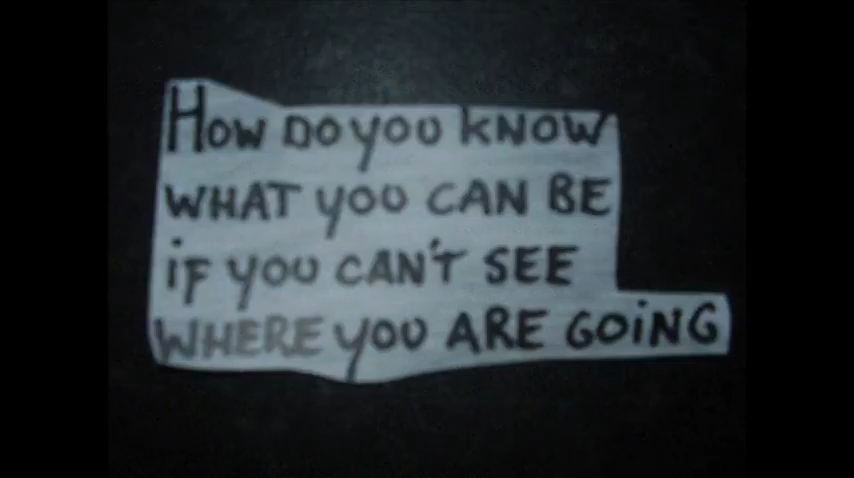 How DO you KNOW
WHAT you CAN BE
iF you CAN'T SEE
WHERE you ARE GOiNG